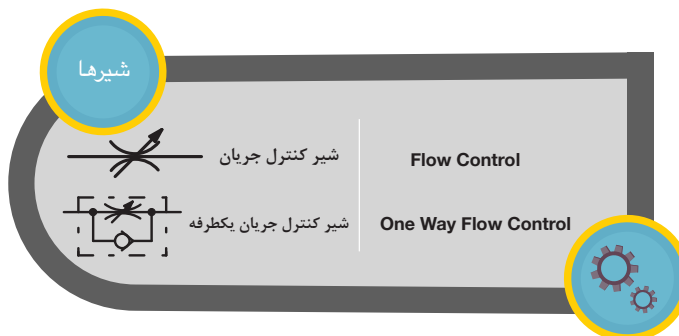 شیرها
شیر کنترل جریان
Flow Control
شیر کنترل جریان یکطرفه
One Way Flow Control